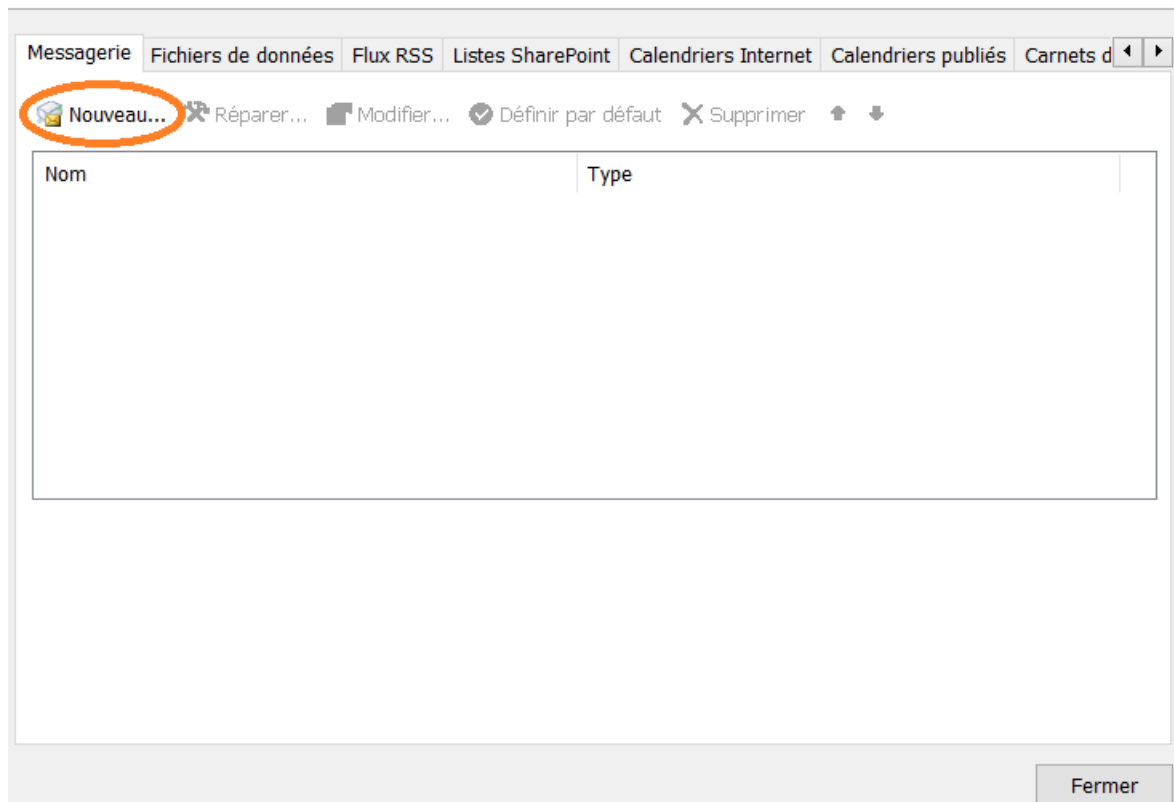 Messagerie Fichiers de données Flux RSS Listes SharePoint Calendriers Internet Calendriers publiés Carnets d
Nouveau... Réparer... Modifier... Définir par défaut Supprimer
Nom Type
Fermer